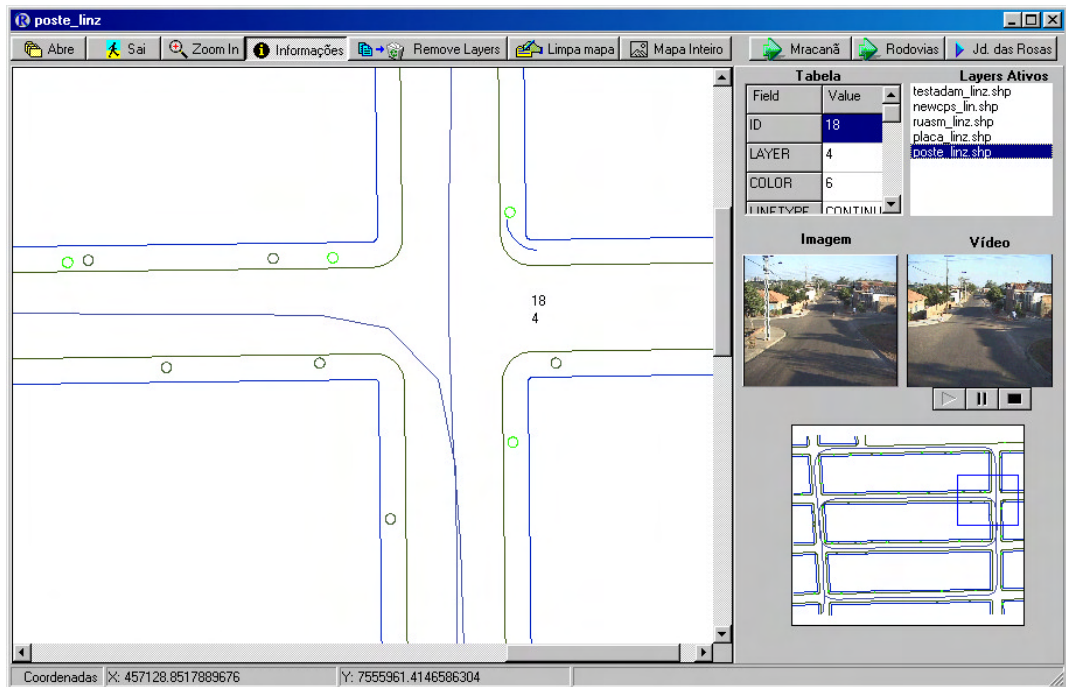 poste_linz
Abre Sai Zoom In Informações Remove Layers Limpa mapa Mapa Inteiro Mracanã Rodovias Jd. das Rosas
Tabela
Field Value
ID 18
LAYER 4
COLOR 6
LINETYPE CONTINU
Layers Ativos
testadam_linz.shp
newcps_lin.shp
ruasm_linz.shp
placa_linz.shp
poste_linz.shp
18
4
Imagem Vídeo
Coordenadas X: 457128.8517889676 Y: 7555961.4146586304